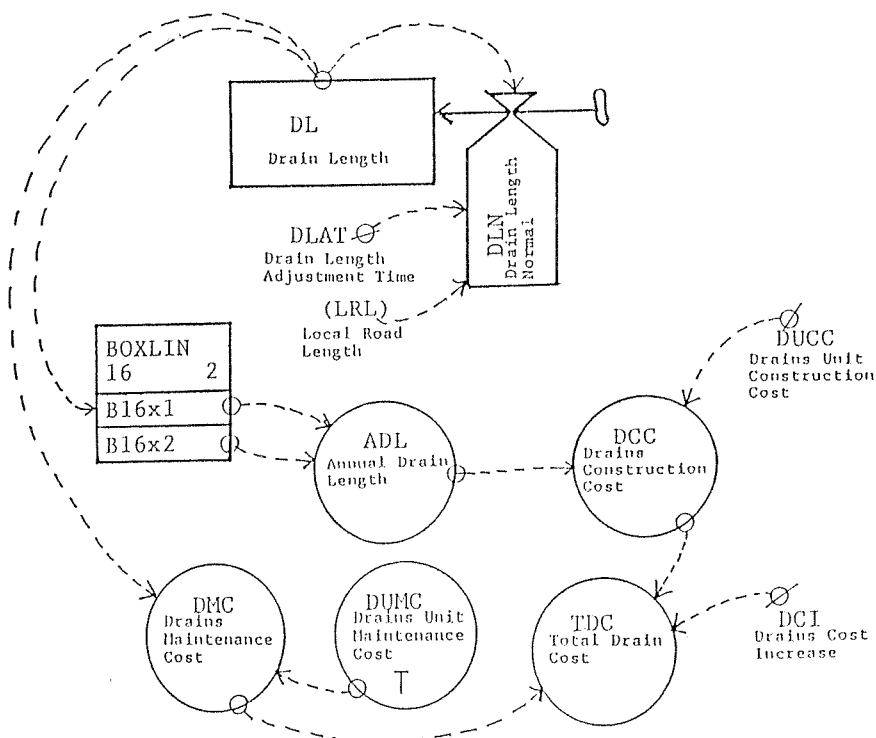 DL
Drain Length
DLN
Drain Length
Normal
DLAT
Drain Length
Adjustment Time
(LRL)
Local Road
Length
BOXLIN
16 2
B16x1
B16x2
ADL
Annual Drain
Length
DCC
Drains
Construction
Cost
DUCC
Drains Unit
Construction
Cost
DMC
Drains
Maintenance
Cost
DUMC
Drains Unit
Maintenance
Cost
T
TDC
Total Drain
Cost
DCI
Drains Cost
Increase